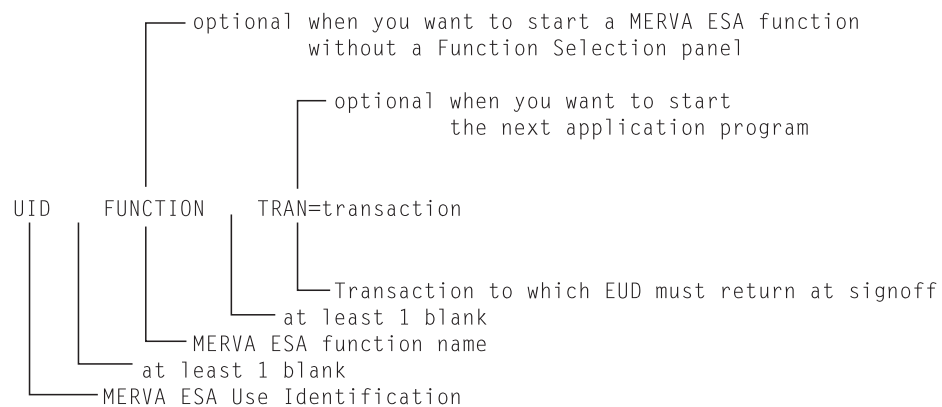 optional when you want to start a MERVA ESA function
without a Function Selection panel
optional when you want to start
the next application program
UID FUNCTION TRAN=transaction
Transaction to which EUD must return at signoff
at least 1 blank
MERVA ESA function name
at least 1 blank
MERVA ESA Use Identification